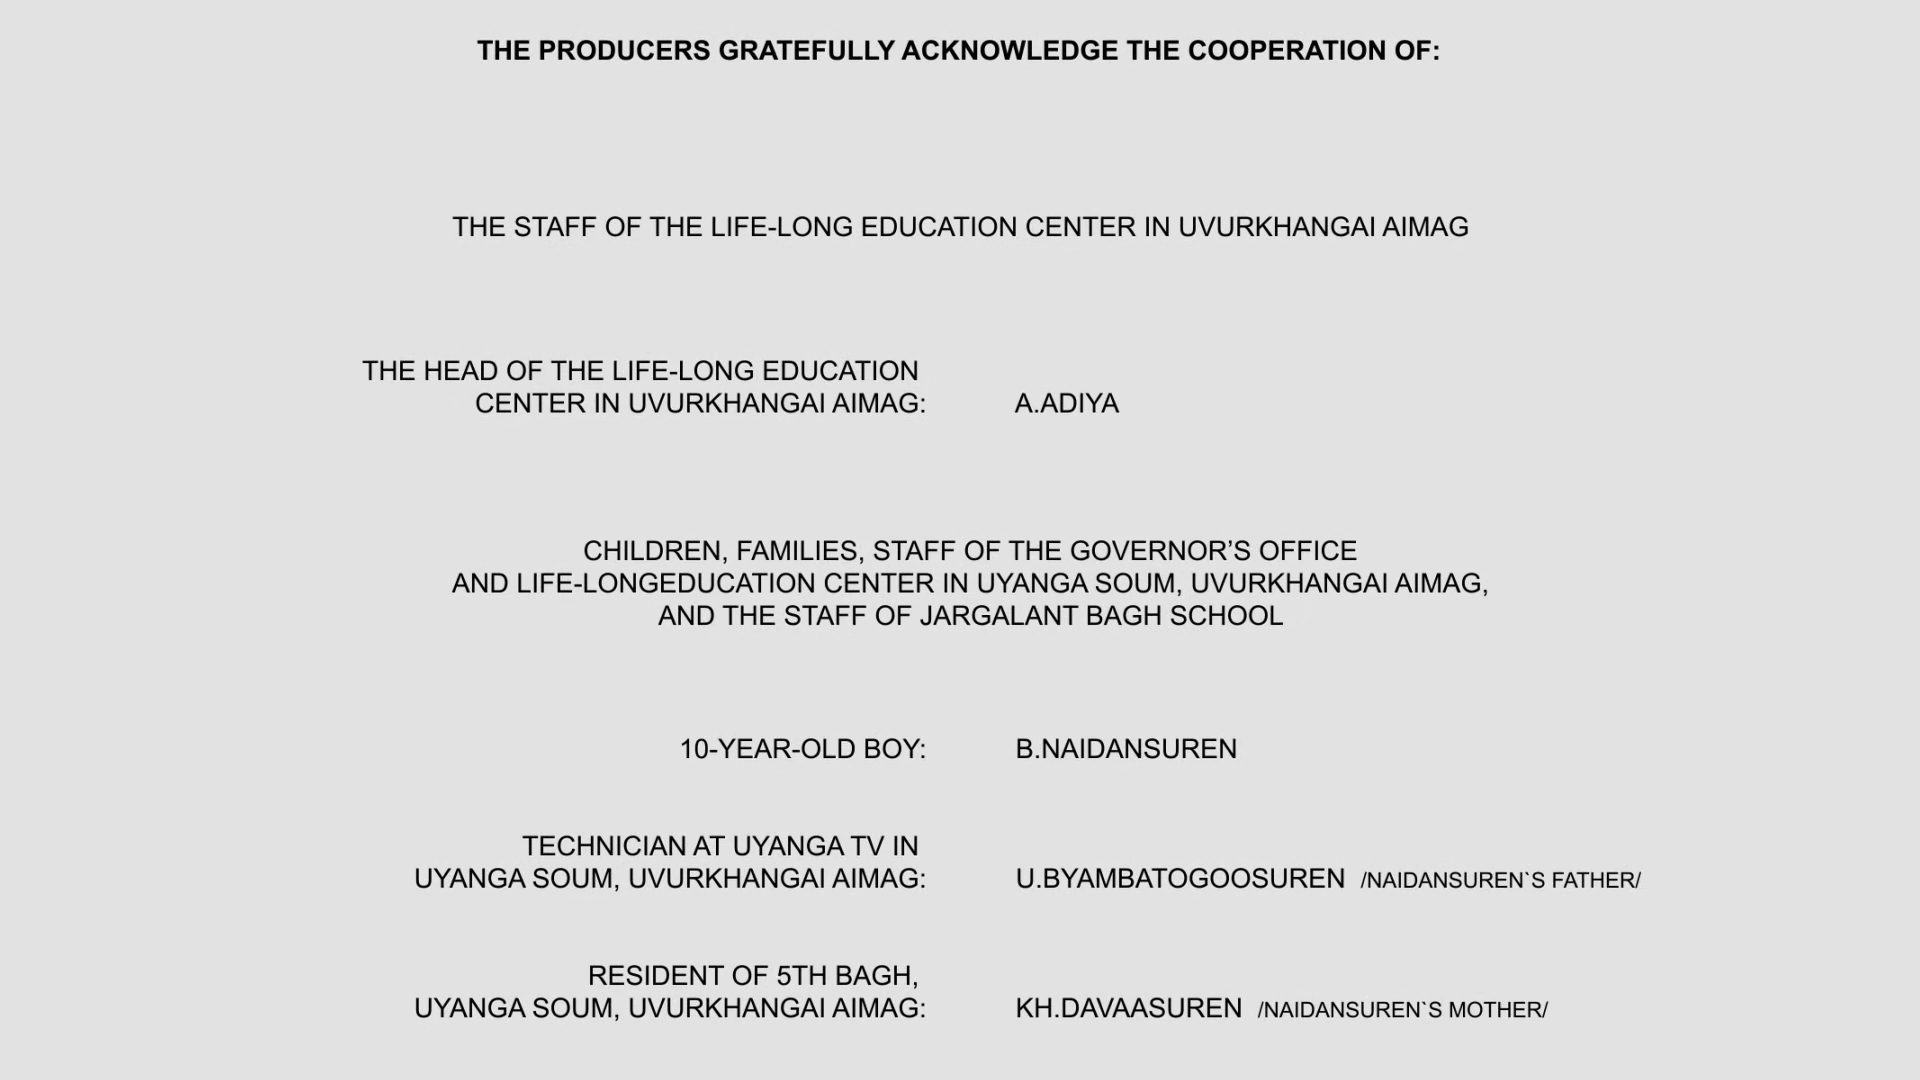 THE PRODUCERS GRATEFULLY ACKNOWLEDGE THE COOPERATION OF:
THE STAFF OF THE LIFE-LONG EDUCATION CENTER IN UVURKHANGAI AIMAG
THE HEAD OF THE LIFE-LONG EDUCATION
CENTER IN UVURKHANGAI AIMAG: A.ADIYA
CHILDREN, FAMILIES, STAFF OF THE GOVERNOR’S OFFICE
AND LIFE-LONGEDUCATION CENTER IN UYANGA SOUM, UVURKHANGAI AIMAG,
AND THE STAFF OF JARGALANT BAGH SCHOOL
10-YEAR-OLD BOY: B.NAIDANSUREN
TECHNICIAN AT UYANGA TV IN
UYANGA SOUM, UVURKHANGAI AIMAG: U.BYAMBATOGOOSUREN /NAIDANSUREN`S FATHER/
RESIDENT OF 5TH BAGH,
UYANGA SOUM, UVURKHANGAI AIMAG: KH.DAVAASUREN /NAIDANSUREN`S MOTHER/